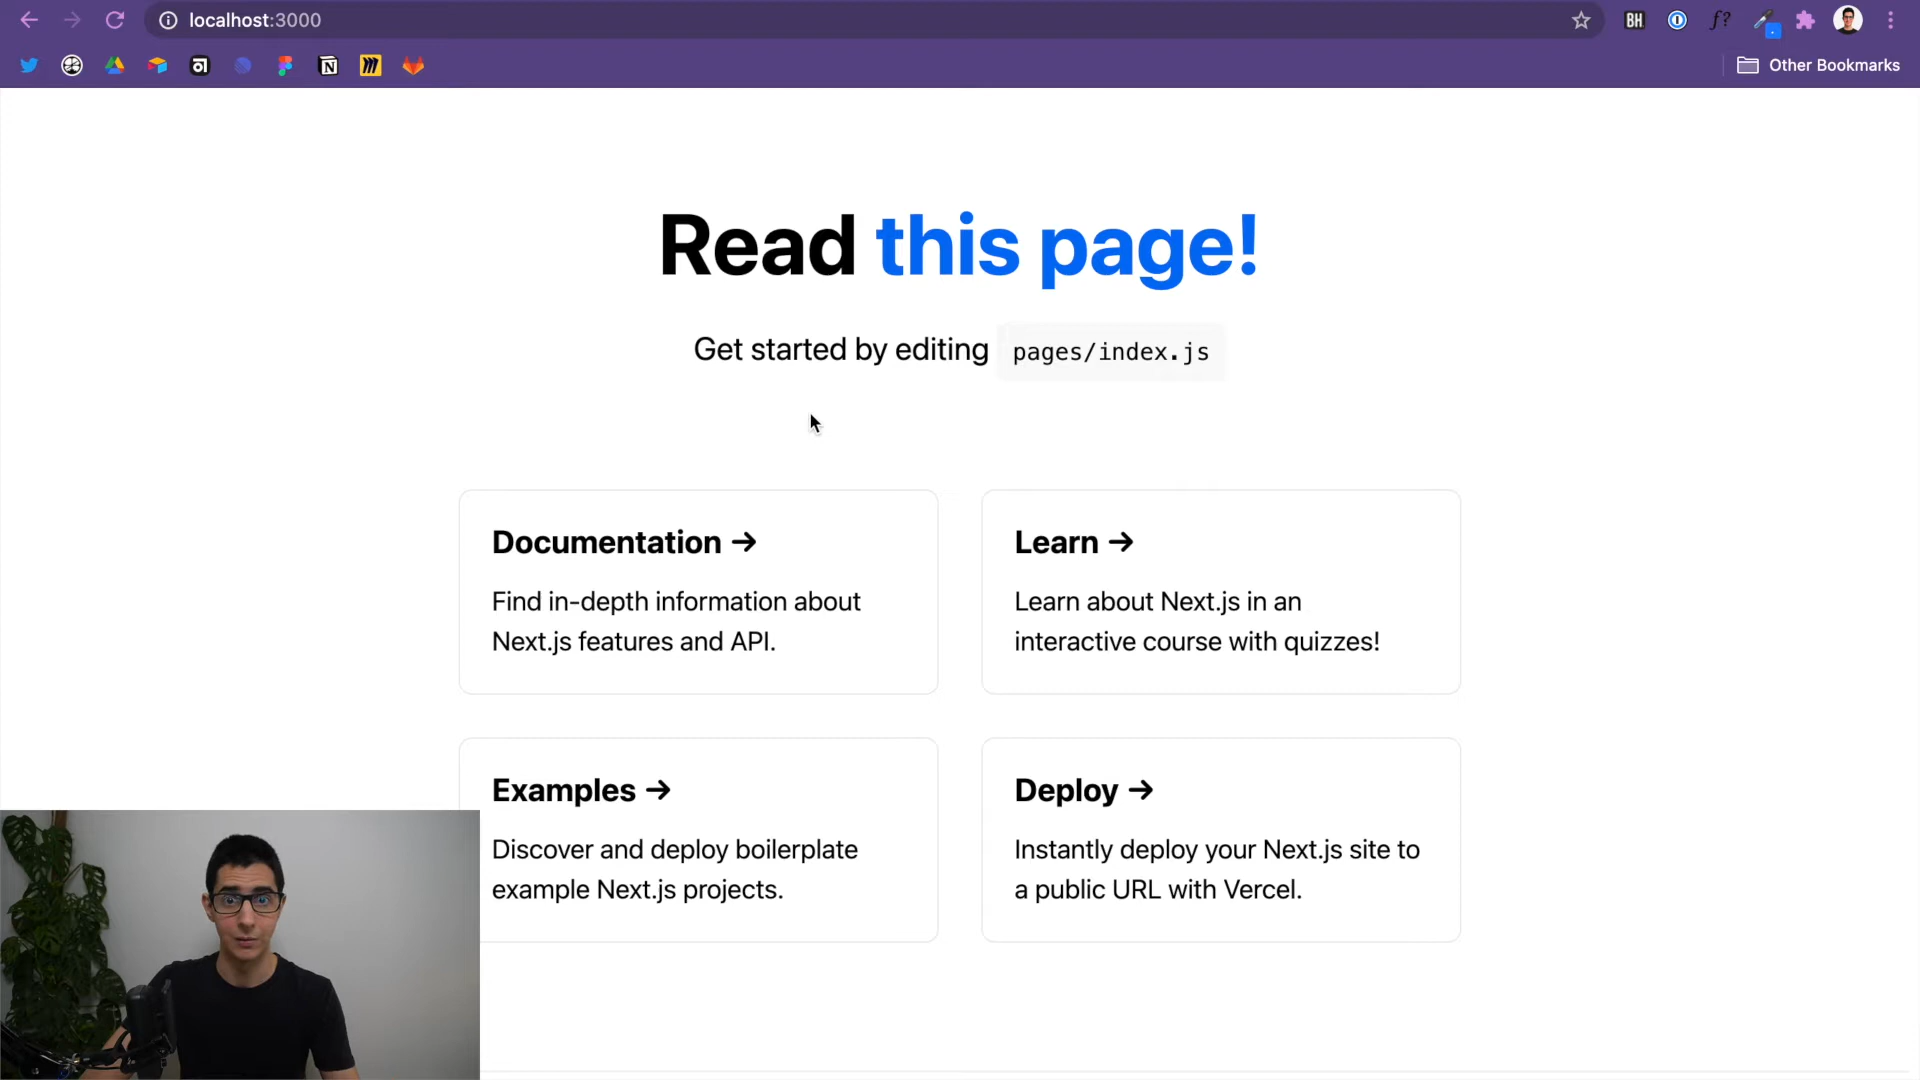 localhost:3000
BH
f?
Other Bookmarks
Read this page!
Get started by editing pages/index.js
Documentation →
Find in-depth information about
Next.js features and API.
Learn →
Learn about Next.js in an
interactive course with quizzes!
Examples →
Discover and deploy boilerplate
example Next.js projects.
Deploy →
Instantly deploy your Next.js site to
a public URL with Vercel.